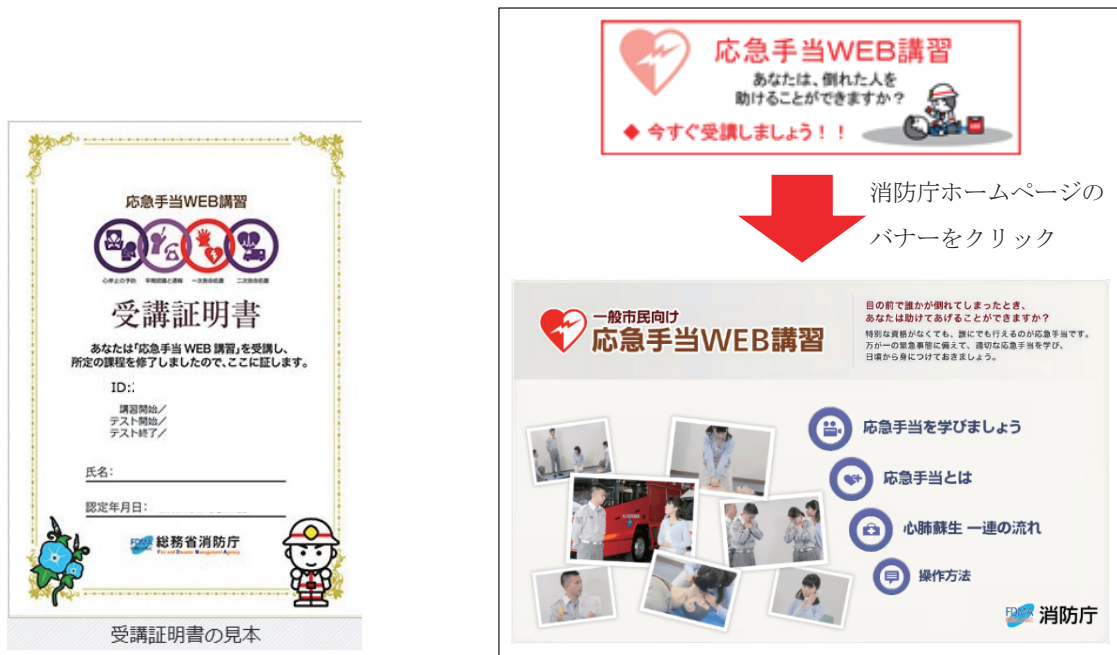 応急手当WEB講習
心停止の予防 早期認識と通報 一次救命処置 二次救命処置
受講証明書
あなたは「応急手当 WEB 講習」を受講し、
所定の課程を修了しましたので、ここに証します。
ID::
講習開始/
テスト開始/
テスト終了/
氏名:
認定年月日:
FDMA 総務省消防庁
Fire and Disaster Management Agency
受講証明書の見本
応急手当WEB講習
あなたは、倒れた人を
助けることができますか?
◆ 今すぐ受講しましょう!!
消防庁ホームページの
バナーをクリック
一般市民向け
応急手当WEB講習
目の前で誰かが倒れてしまったとき、
あなたは助けてあげることができますか?
特別な資格がなくても、誰にでも行えるのが応急手当です。
万が一の緊急事態に備えて、適切な応急手当を学び、
日頃から身につけておきましょう。
応急手当を学びましょう
応急手当とは
心肺蘇生 一連の流れ
操作方法
FDMA 消防庁